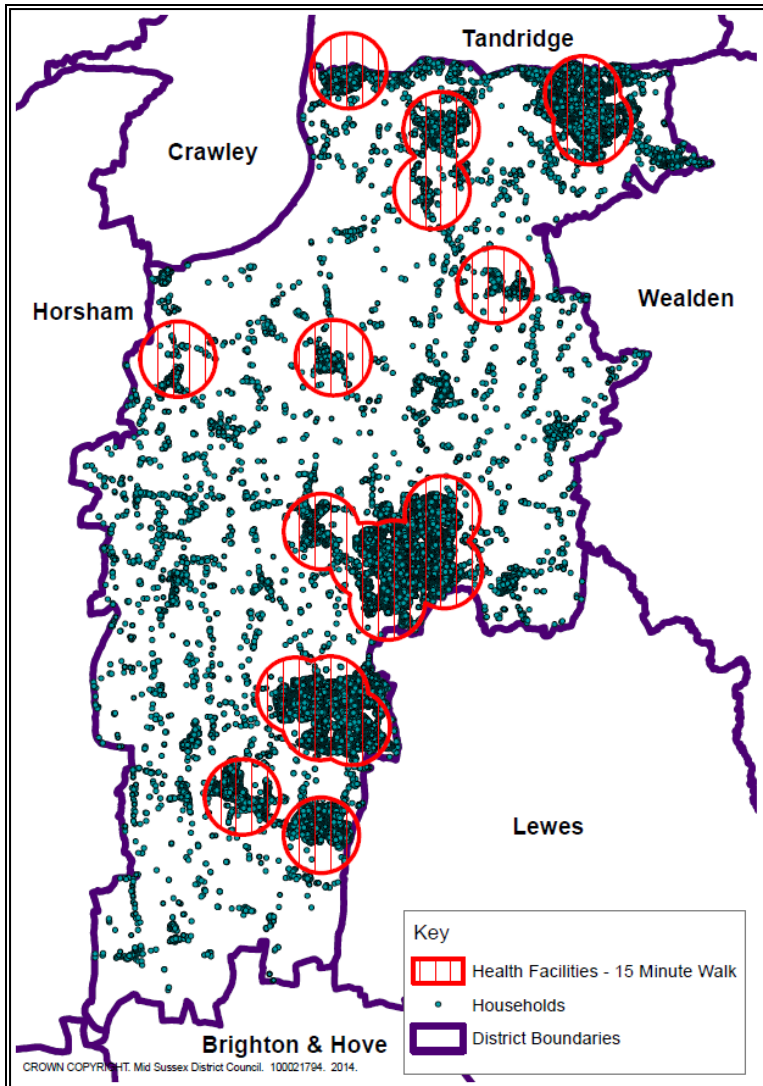 Tandridge
Crawley
Horsham
Wealden
Lewes
Key
Health Facilities - 15 Minute Walk
Households
District Boundaries
Brighton & Hove
CROWN COPYRIGHT. Mid Sussex District Council. 100021794. 2014.